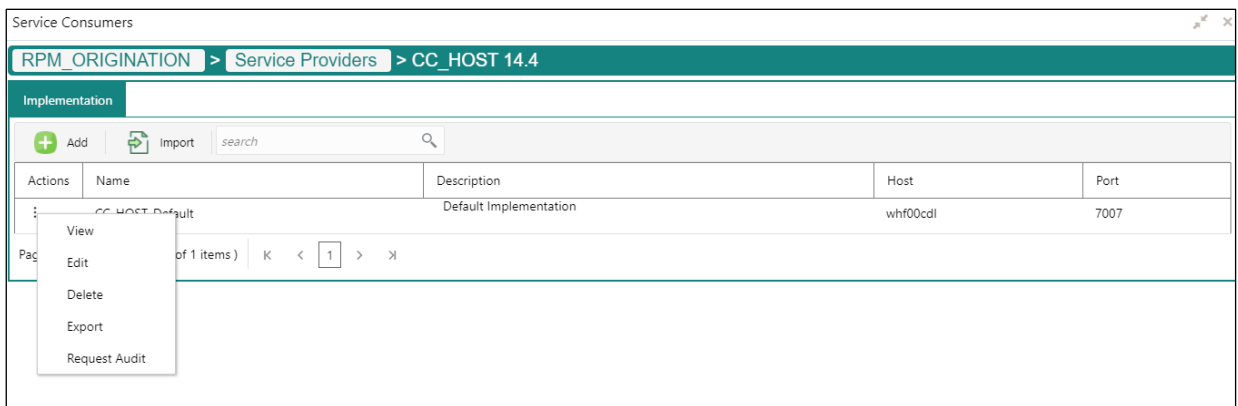 Service Consumers
RPM_ORIGINATION > Service Providers > CC_HOST 14.4
Implementation
Add Import search
Actions Name Description Host Port
CC_HOST_Default Default Implementation whf00cdl 7007
View
of 1 items ) K < 1 > >|
Edit
Delete
Export
Request Audit